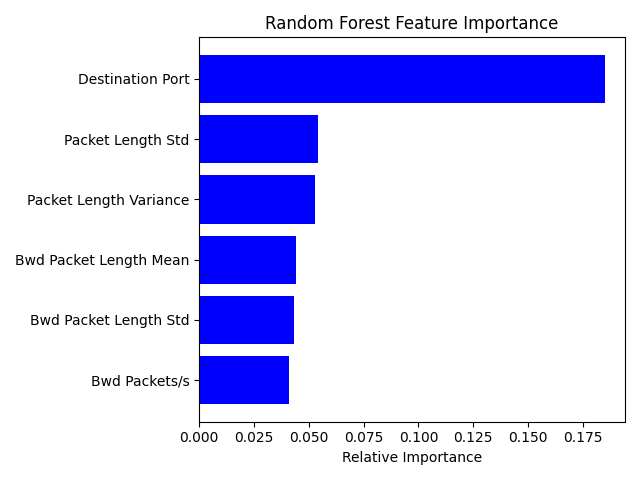 Random Forest Feature Importance
Destination Port
Packet Length Std
Packet Length Variance
Bwd Packet Length Mean
Bwd Packet Length Std
Bwd Packets/s
0.000 0.025 0.050 0.075 0.100 0.125 0.150 0.175
Relative Importance